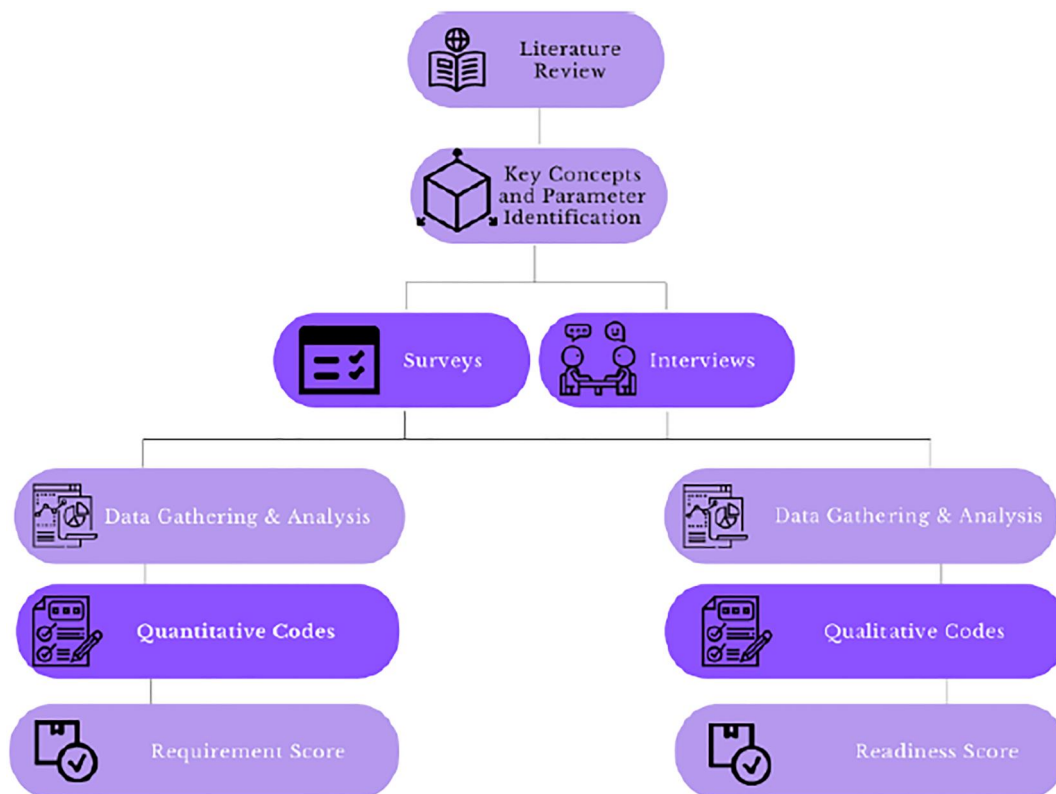 Literature
Review
Key Concepts
and Parameter
Identification
Surveys
Interviews
Data Gathering & Analysis
Data Gathering & Analysis
Quantitative Codes
Qualitative Codes
Requirement Score
Readiness Score